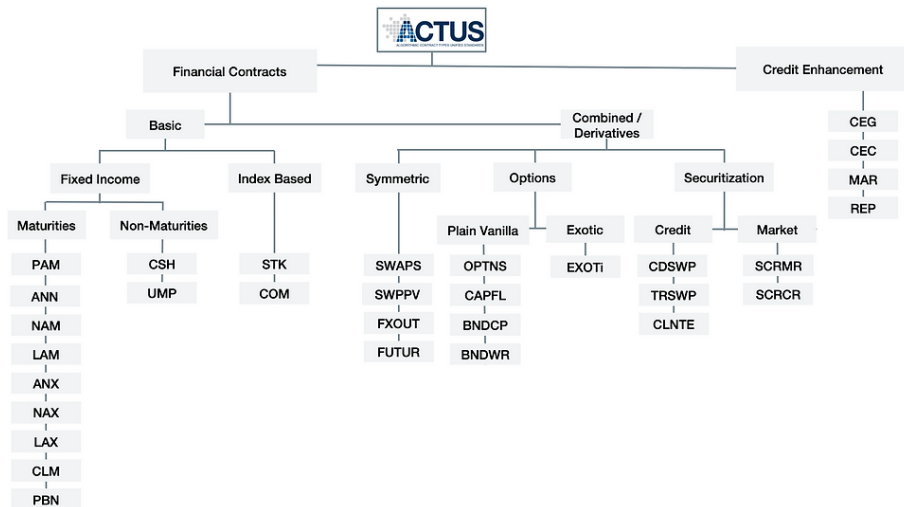 ACTUS
ALGORITHMIC CONTRACT TYPES UNIFIED STANDARDS
Financial Contracts
Credit Enhancement
Basic
Combined /
Derivatives
CEG
CEC
MAR
REP
Fixed Income
Index Based
Symmetric
Options
Securitization
Maturities
Non-Maturities
Plain Vanilla
Exotic
Credit
Market
PAM
ANN
NAM
LAM
ANX
NAX
LAX
CLM
PBN
CSH
UMP
STK
COM
SWAPS
SWPPV
FXOUT
FUTUR
OPTNS
CAPFL
BNDCP
BNDWR
EXOTi
CDSWP
TRSWP
CLNTE
SCRMR
SCRCR